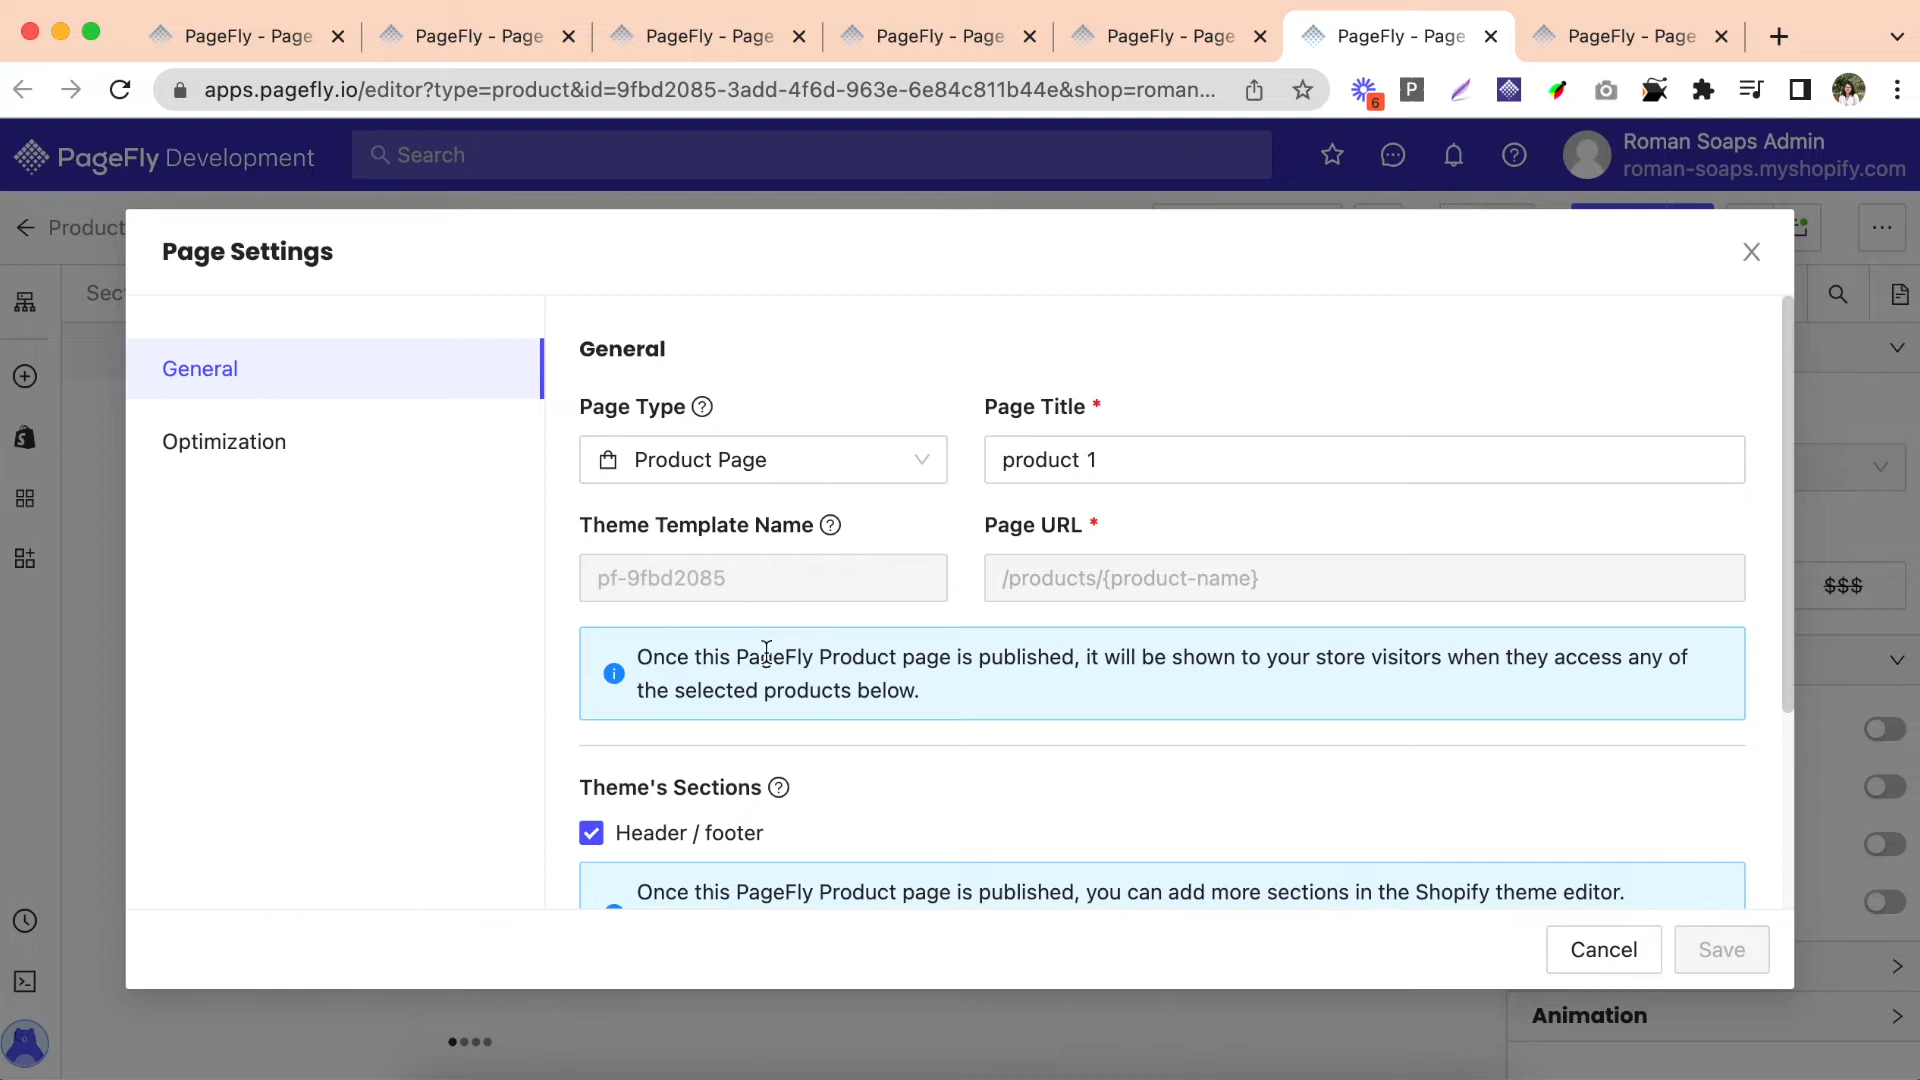 PageFly - Page
PageFly - Page
PageFly - Page
PageFly - Page
PageFly - Page
PageFly - Page
PageFly - Page
apps.pagefly.io/editor?type=product&id=9fbd2085-3add-4f6d-963e-6e84c811b44e&shop=roman...
P
6
PageFly Development
Search
Roman Soaps Admin
roman-soaps.myshopify.com
Product
Page Settings
Sec
General
Optimization
General
Page Type
Page Title *
Product Page
product 1
Theme Template Name
Page URL *
pf-9fbd2085
/products/{product-name}
$$$
Once this PageFly Product page is published, it will be shown to your store visitors when they access any of
the selected products below.
Theme's Sections
Header / footer
Once this PageFly Product page is published, you can add more sections in the Shopify theme editor.
Cancel
Save
Animation